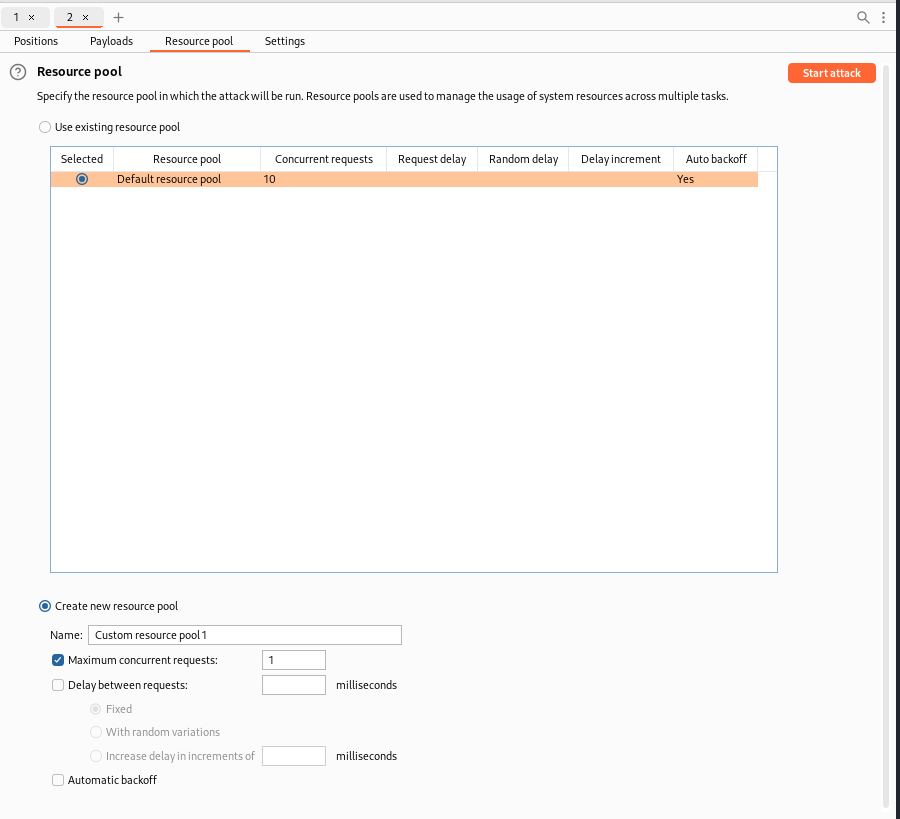 1 × 2 × +
Positions Payloads Resource pool Settings
? Resource pool Start attack
Specify the resource pool in which the attack will be run. Resource pools are used to manage the usage of system resources across multiple tasks.
Use existing resource pool
Selected Resource pool Concurrent requests Request delay Random delay Delay increment Auto backoff
Default resource pool 10 Yes
Create new resource pool
Name: Custom resource pool 1
Maximum concurrent requests: 1
Delay between requests: milliseconds
Fixed
With random variations
Increase delay in increments of milliseconds
Automatic backoff